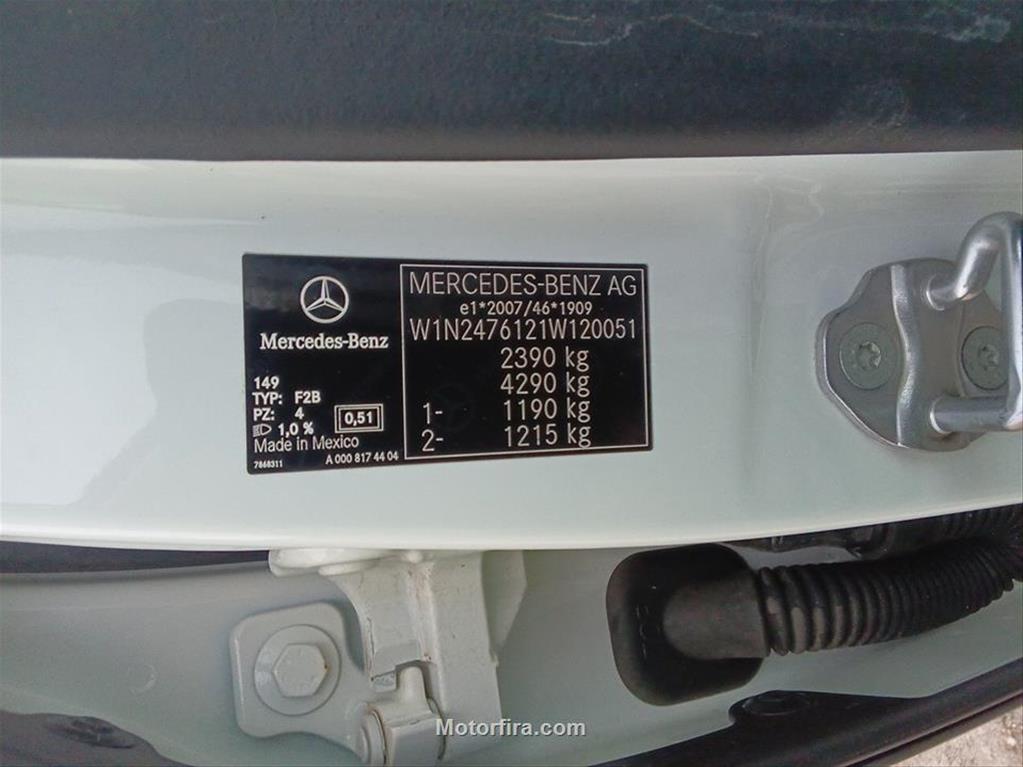 Mercedes-Benz
149
TYP: F2B
PZ: 4
1,0 %
0,51
Made in Mexico
7868311
A 000 817 44 04
MERCEDES-BENZ AG
e1*2007/46*1909
W1N2476121W120051
2390 kg
4290 kg
1- 1190 kg
2- 1215 kg
Motorfira.com